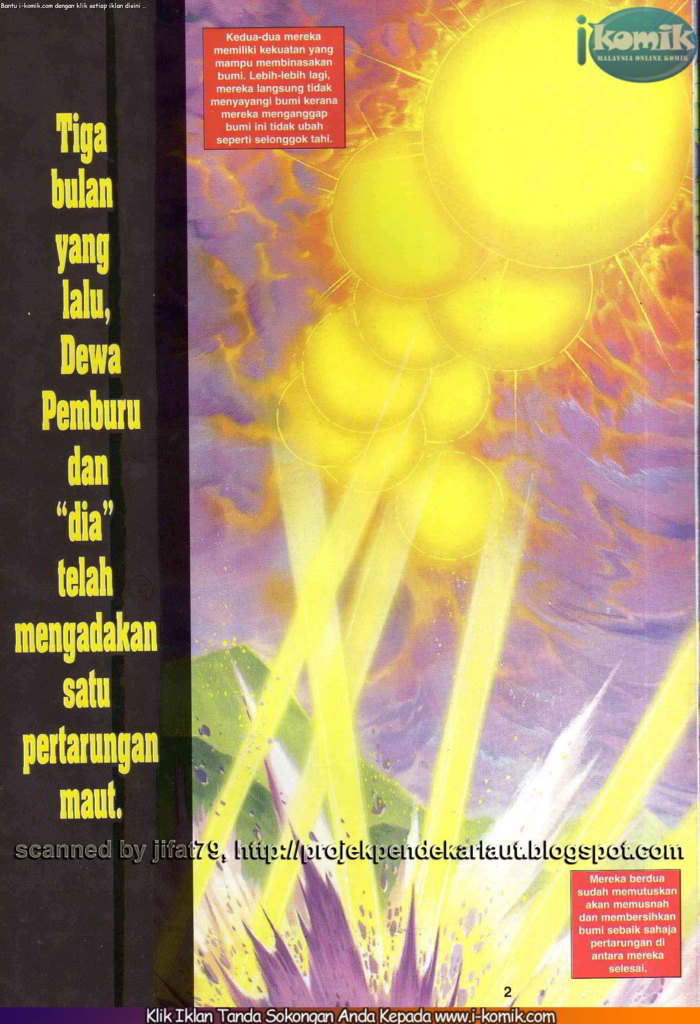 Bantu i-komik.com dengan klik setiap iklan disini ..
ikomik
MALAYSIA ONLINE KOMIK
Kedua-dua mereka
memiliki kekuatan yang
mampu membinasakan
bumi. Lebih-lebih lagi,
mereka langsung tidak
menyayangi bumi kerana
mereka menganggap
bumi ini tidak ubah
seperti selonggok tahi.
Tiga
bulan
yang
lalu,
Dewa
Pemburu
dan
“dia”
telah
mengadakan
satu
pertarungan
maut.
scanned by jifat79, http://projekpendekarlaut.blogspot.com
Mereka berdua
sudah memutuskan
akan memusnah
dan membersihkan
bumi sebaik sahaja
pertarungan di
antara mereka
selesai.
2
Klik Iklan Tanda Sokongan Anda Kepada www.i-komik.com